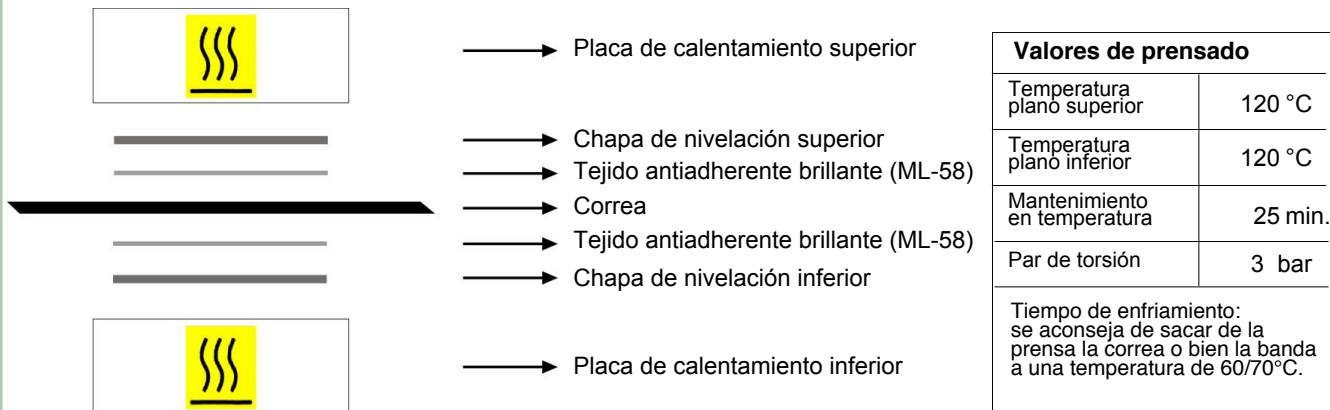 Placa de calentamiento superior
Chapa de nivelación superior
Tejido antiadherente brillante (ML-58)
Correa
Tejido antiadherente brillante (ML-58)
Chapa de nivelación inferior
Placa de calentamiento inferior
Valores de prensado
Temperatura
plano superior
120 °C
Temperatura
plano inferior
120 °C
Mantenimiento
en temperatura
25 min.
Par de torsión
3 bar
Tiempo de enfriamiento:
se aconseja de sacar de la
prensa la correa o bien la banda
a una temperatura de 60/70°C.